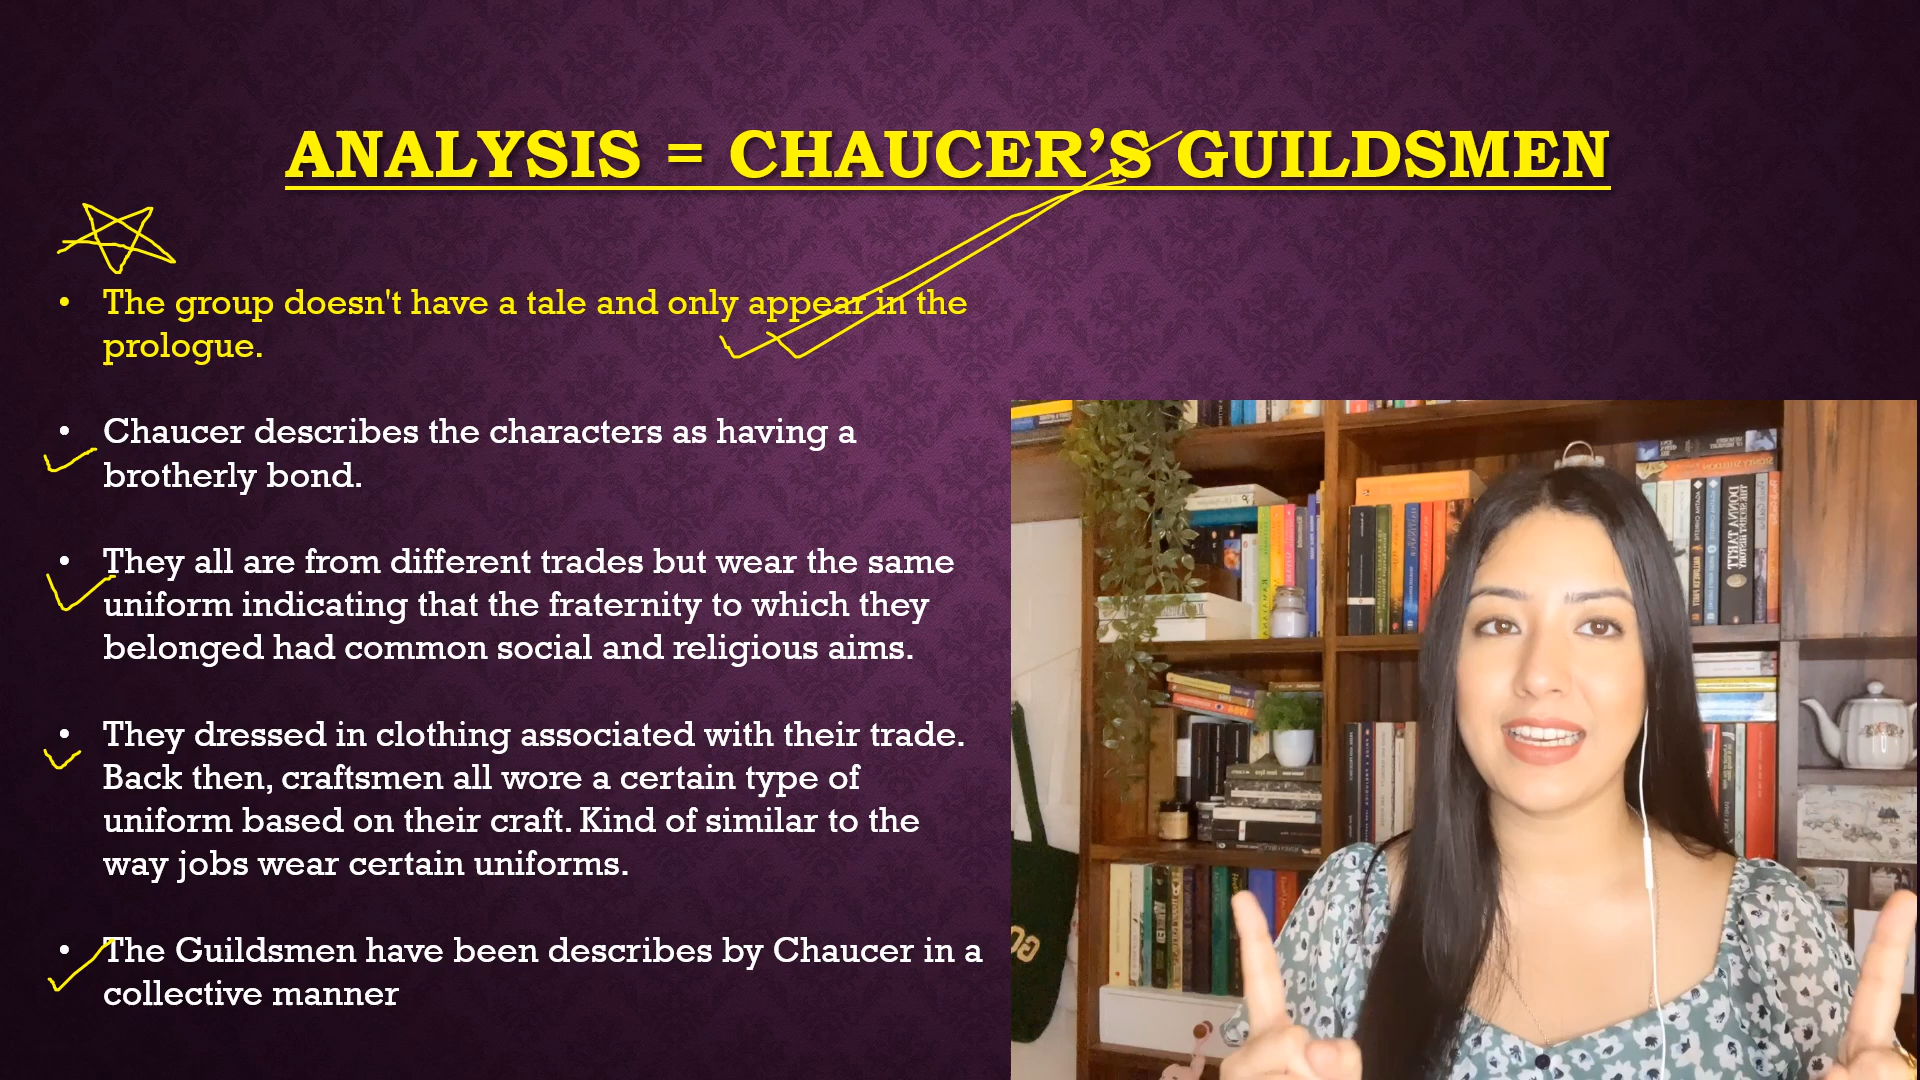 ANALYSIS = CHAUCER'S GUILDSMEN
• The group doesn't have a tale and only appear in the
prologue.
• Chaucer describes the characters as having a
brotherly bond.
• They all are from different trades but wear the same
uniform indicating that the fraternity to which they
belonged had common social and religious aims.
• They dressed in clothing associated with their trade.
Back then, craftsmen all wore a certain type of
uniform based on their craft. Kind of similar to the
way jobs wear certain uniforms.
• The Guildsmen have been describes by Chaucer in a
collective manner
SIDNEY SHELDON
DONNA TARTT